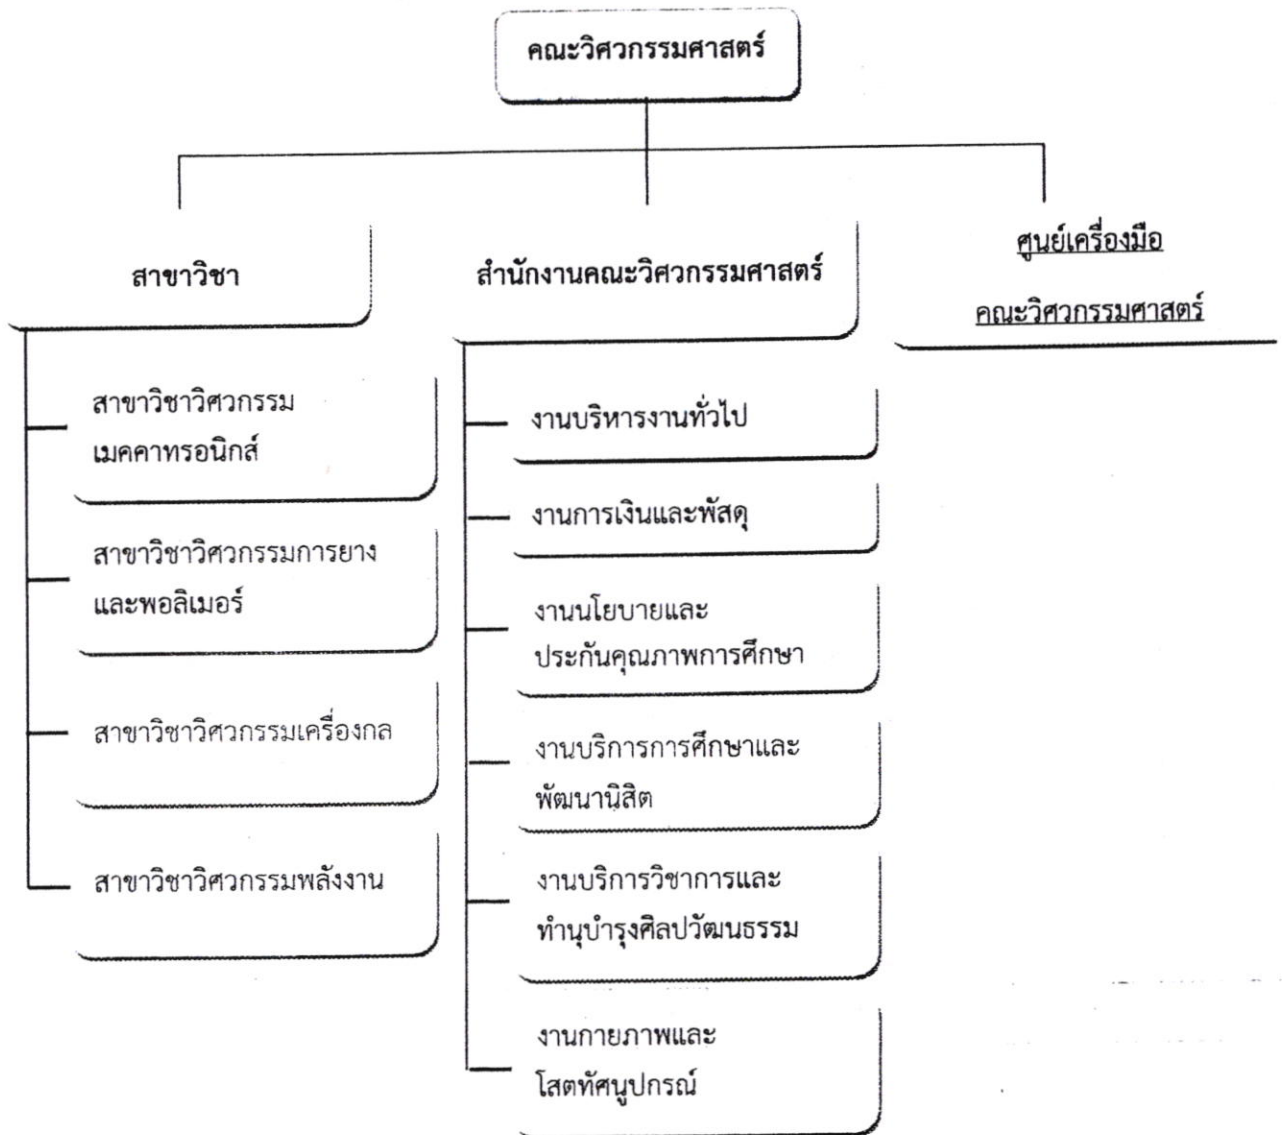 คณะวิศวกรรมศาสตร์
สาขาวิชา
สาขาวิชาวิศวกรรม
เมคคาทรอนิกส์
สาขาวิชาวิศวกรรมการยาง
และพอลิเมอร์
สาขาวิชาวิศวกรรมเครื่องกล
สาขาวิชาวิศวกรรมพลังงาน
สำนักงานคณะวิศวกรรมศาสตร์
งานบริหารงานทั่วไป
งานการเงินและพัสดุ
งานนโยบายและ
ประกันคุณภาพการศึกษา
งานบริการการศึกษาและ
พัฒนานิสิต
งานบริการวิชาการและ
ทำนุบำรุงศิลปวัฒนธรรม
งานกายภาพและ
โสตทัศนูปกรณ์
ศูนย์เครื่องมือ
คณะวิศวกรรมศาสตร์